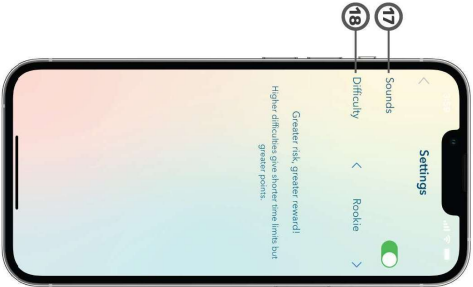 Settings
17 Sounds
18 Difficulty < Rookie >
Greater risk, greater reward!
Higher difficulties give shorter time limits but
greater points.